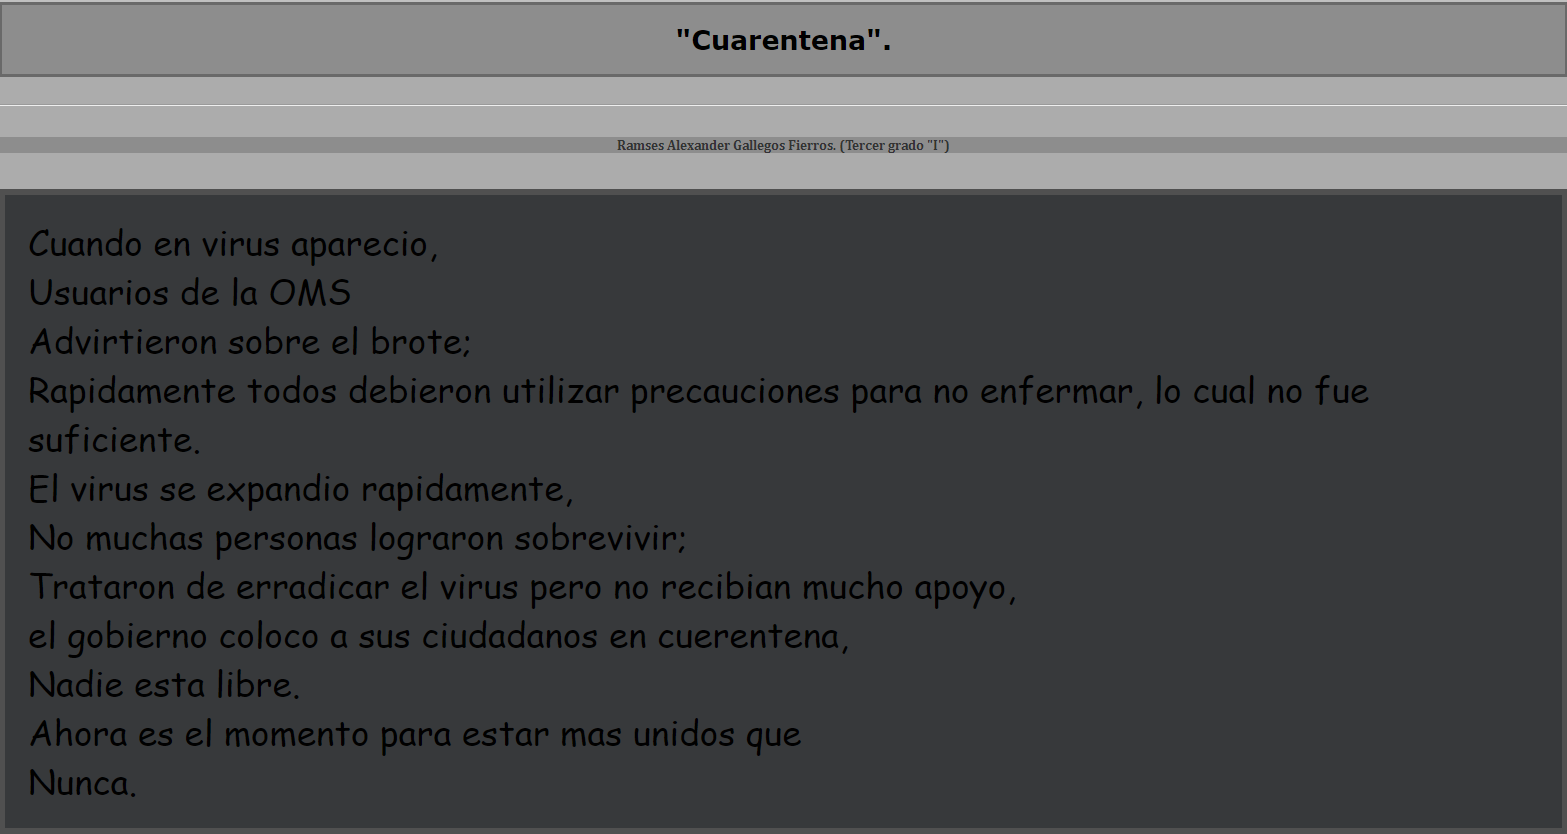 "Cuarentena".
Ramses Alexander Gallegos Fierros. (Tercer grado "I")
Cuando en virus aparecio,
Usuarios de la OMS
Advirtieron sobre el brote;
Rapidamente todos debieron utilizar precauciones para no enfermar, lo cual no fue
suficiente.
El virus se expandio rapidamente,
No muchas personas lograron sobrevivir;
Trataron de erradicar el virus pero no recibian mucho apoyo,
el gobierno coloco a sus ciudadanos en cuerentena,
Nadie esta libre.
Ahora es el momento para estar mas unidos que
Nunca.